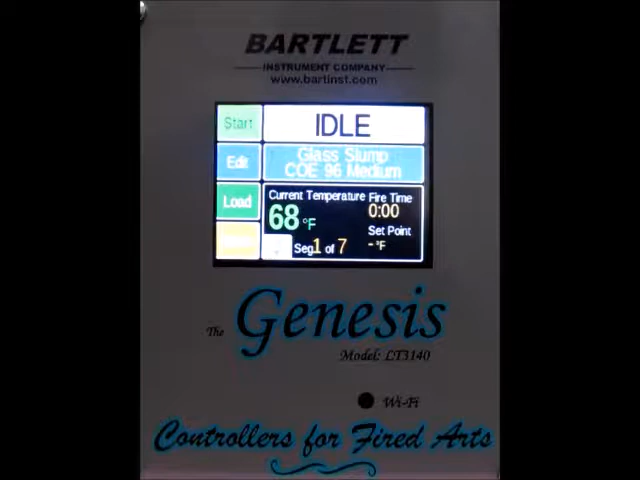 BARTLETT
INSTRUMENT COMPANY
www.bartinst.com
Start
IDLE
Edit
Glass Slump
COE 96 Medium
Load
Current Temperature
Fire Time
68 °F
0:00
Set Point
- °F
Seg 1 of 7
The Genesis
Model: LT3140
Wi-Fi
Controllers for Fired Arts